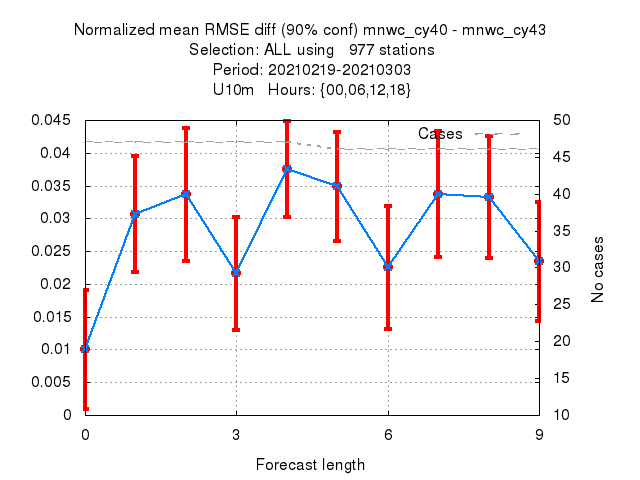 Normalized mean RMSE diff (90% conf) mnwc_cy40 - mnwc_cy43
Selection: ALL using   977 stations
Period: 20210219-20210303
U10m   Hours: {00,06,12,18}
Cases
0.045
0.04
0.035
0.03
0.025
0.02
0.015
0.01
0.005
0
50
45
40
35
30
25
20
15
10
No cases
0 3 6 9
Forecast length